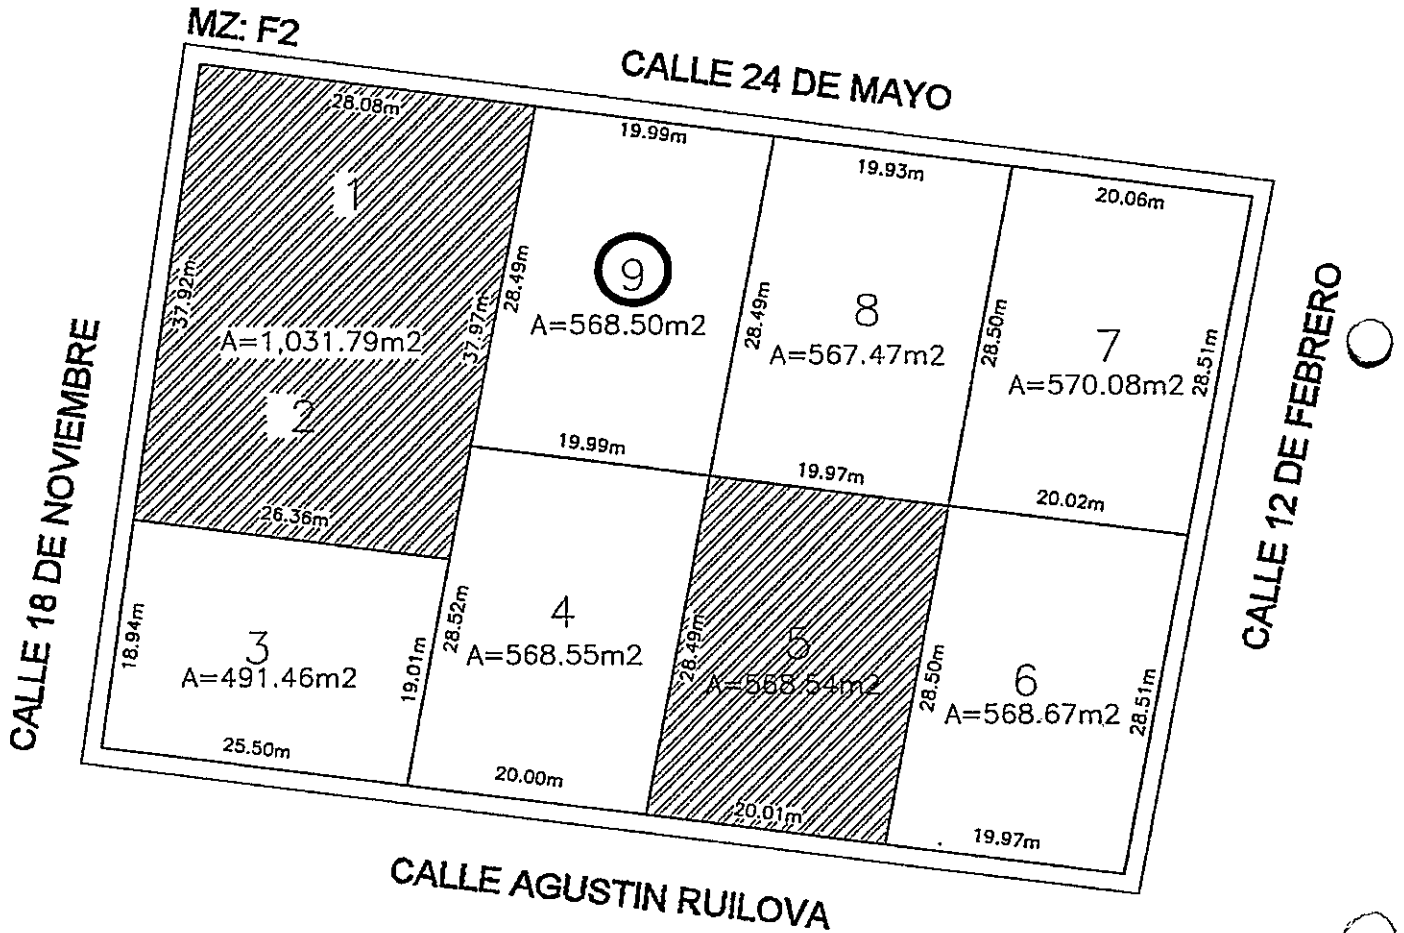 MZ: F2
CALLE 24 DE MAYO
28.08m
19.99m
19.93m
20.06m
1
37.92m
37.97m
A=1,031.79m2
2
26.36m
28.49m
9
A=568.50m2
19.99m
28.49m
8
A=567.47m2
19.97m
28.50m
7
A=570.08m2
28.51m
20.02m
CALLE 18 DE NOVIEMBRE
CALLE 12 DE FEBRERO
18.94m
3
A=491.46m2
19.01m
25.50m
28.52m
4
A=568.55m2
20.00m
28.49m
5
A=568.54m2
20.01m
28.50m
6
A=568.67m2
28.51m
19.97m
CALLE AGUSTIN RUILOVA